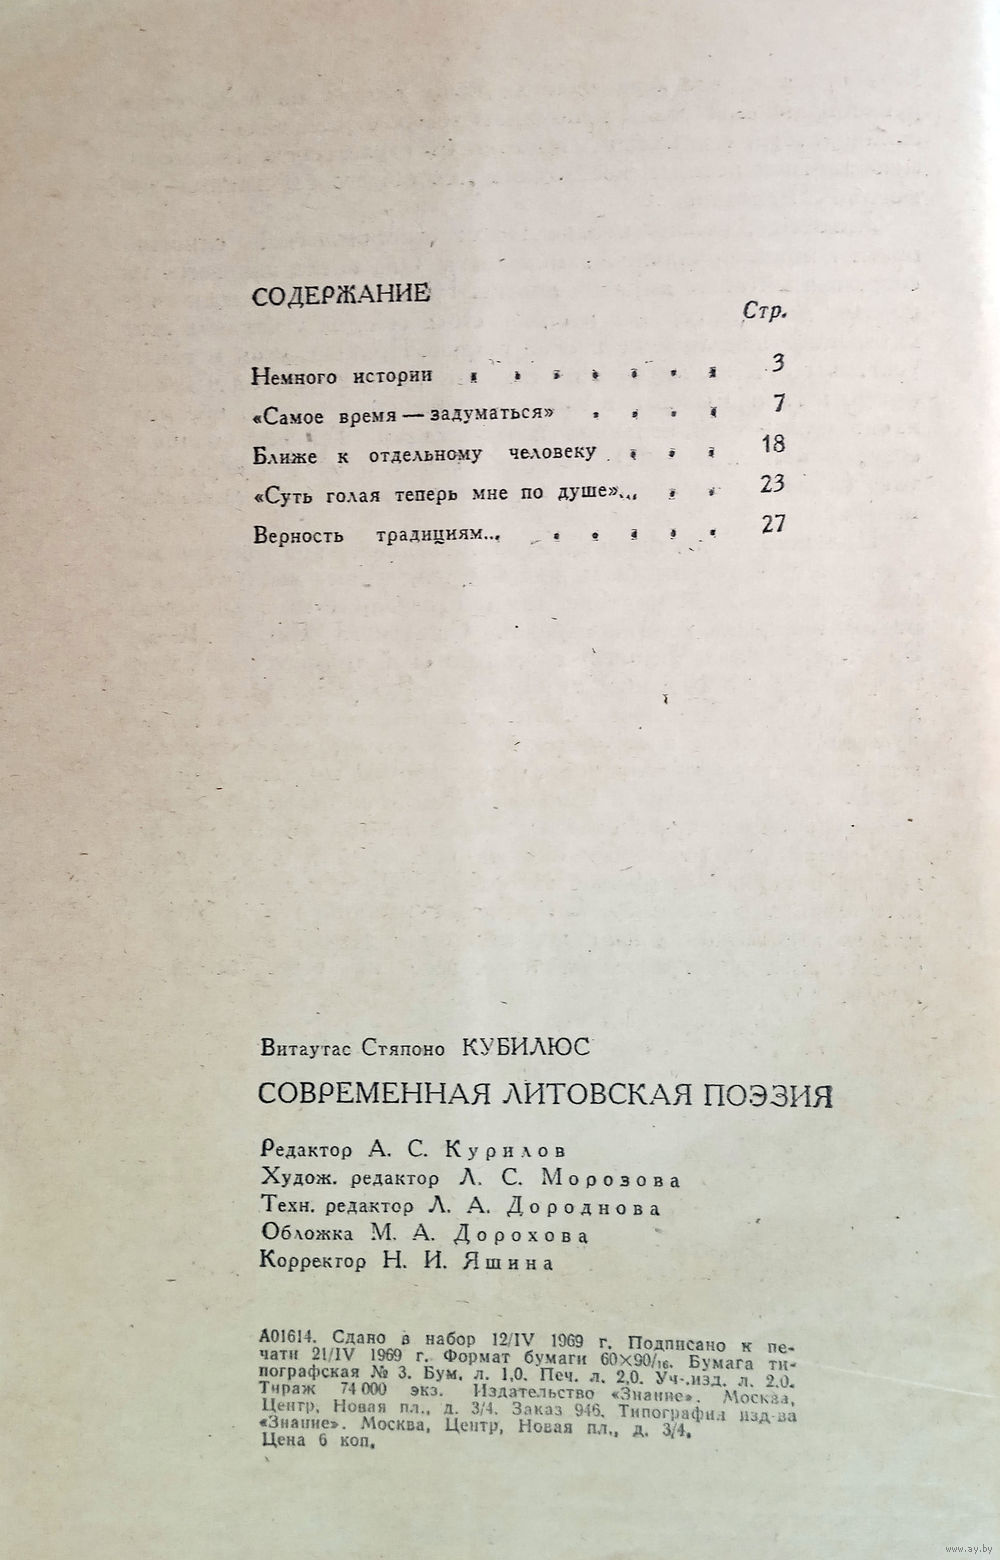 СОДЕРЖАНИЕ
Стр.
Немного истории . . . . . . . 3
«Самое время — задуматься» . . . . 7
Ближе к отдельному человеку . . . 18
«Суть голая теперь мне по душе»... . . 23
Верность традициям... . . . . . 27
Витаутас Стяпоно КУБИЛЮС
СОВРЕМЕННАЯ ЛИТОВСКАЯ ПОЭЗИЯ
Редактор А. С. Курилов
Худож. редактор Л. С. Морозова
Техн. редактор Л. А. Дороднова
Обложка М. А. Дорохова
Корректор Н. И. Яшина
А01614. Сдано в набор 12/IV 1969 г. Подписано к пе-
чати 21/IV 1969 г. Формат бумаги 60×90/16. Бумага ти-
пографская № 3. Бум. л. 1,0. Печ. л. 2,0. Уч-.изд. л. 2.0.
Тираж 74 000 экз. Издательство «Знание». Москва,
Центр, Новая пл., д. 3/4. Заказ 946. Типография изд-ва
«Знание». Москва, Центр, Новая пл., д. 3/4.
Цена 6 коп.
www.ay.by